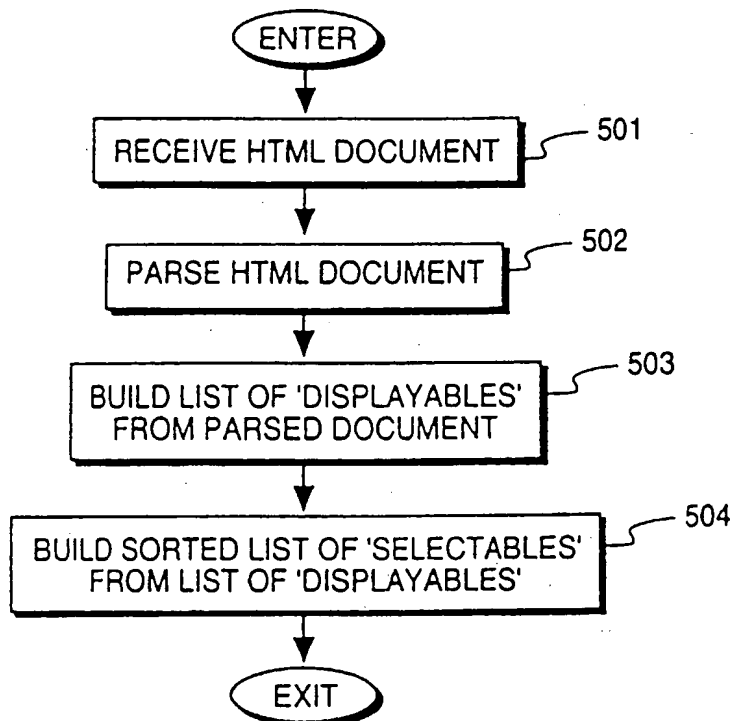 ENTER
RECEIVE HTML DOCUMENT
501
PARSE HTML DOCUMENT
502
BUILD LIST OF 'DISPLAYABLES'
FROM PARSED DOCUMENT
503
BUILD SORTED LIST OF 'SELECTABLES'
FROM LIST OF 'DISPLAYABLES'
504
EXIT